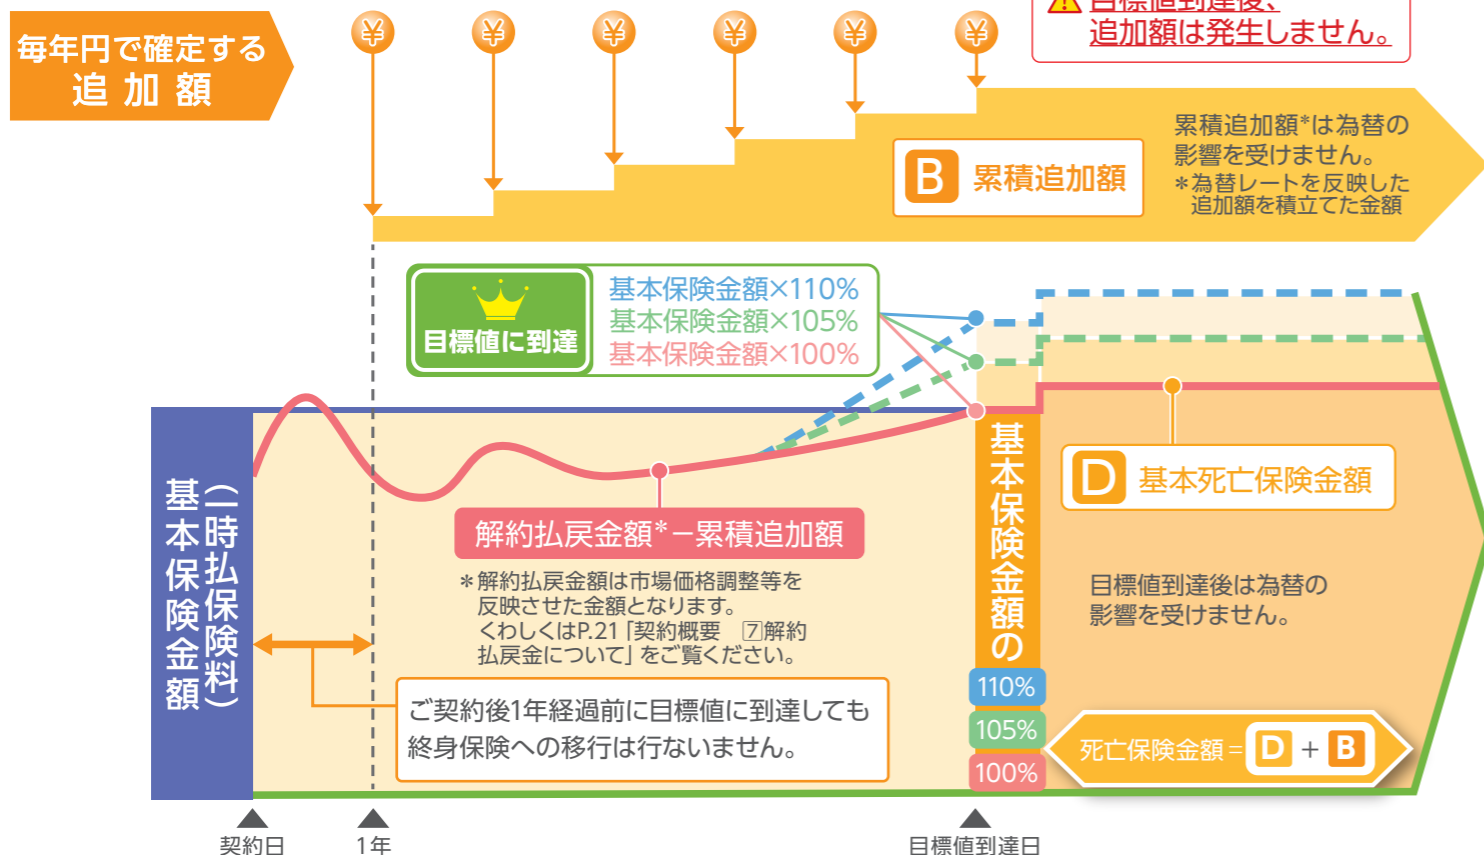 毎年円で確定する
追加額
¥ ¥ ¥ ¥ ¥ ¥
目標値到達後、
追加額は発生しません。
B 累積追加額
累積追加額*は為替の
影響を受けません。
*為替レートを反映した
追加額を積立てた金額
目標値に到達
基本保険金額×110%
基本保険金額×105%
基本保険金額×100%
基本保険金額
(一時払保険料)
解約払戻金額*−累積追加額
*解約払戻金額は市場価格調整等を
反映させた金額となります。
くわしくはP.21「契約概要 7解約
払戻金について」をご覧ください。
ご契約後1年経過前に目標値に到達しても
終身保険への移行は行ないません。
基本保険金額の
110%
105%
100%
D 基本死亡保険金額
目標値到達後は為替の
影響を受けません。
死亡保険金額=D+B
契約日
1年
目標値到達日